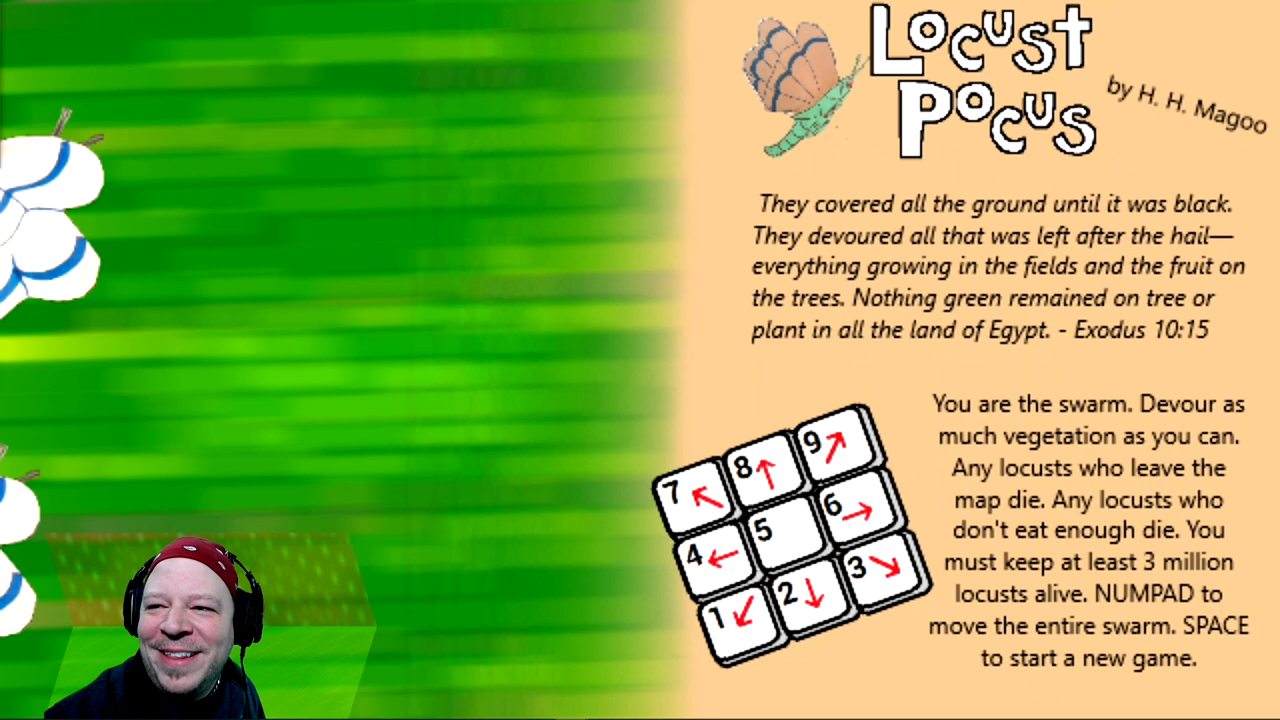 Locust
Pocus
by H. H. Magoo
They covered all the ground until it was black.
They devoured all that was left after the hail—
everything growing in the fields and the fruit on
the trees. Nothing green remained on tree or
plant in all the land of Egypt. - Exodus 10:15
7 8 9
4 5 6
1 2 3
You are the swarm. Devour as
much vegetation as you can.
Any locusts who leave the
map die. Any locusts who
don't eat enough die. You
must keep at least 3 million
locusts alive. NUMPAD to
move the entire swarm. SPACE
to start a new game.